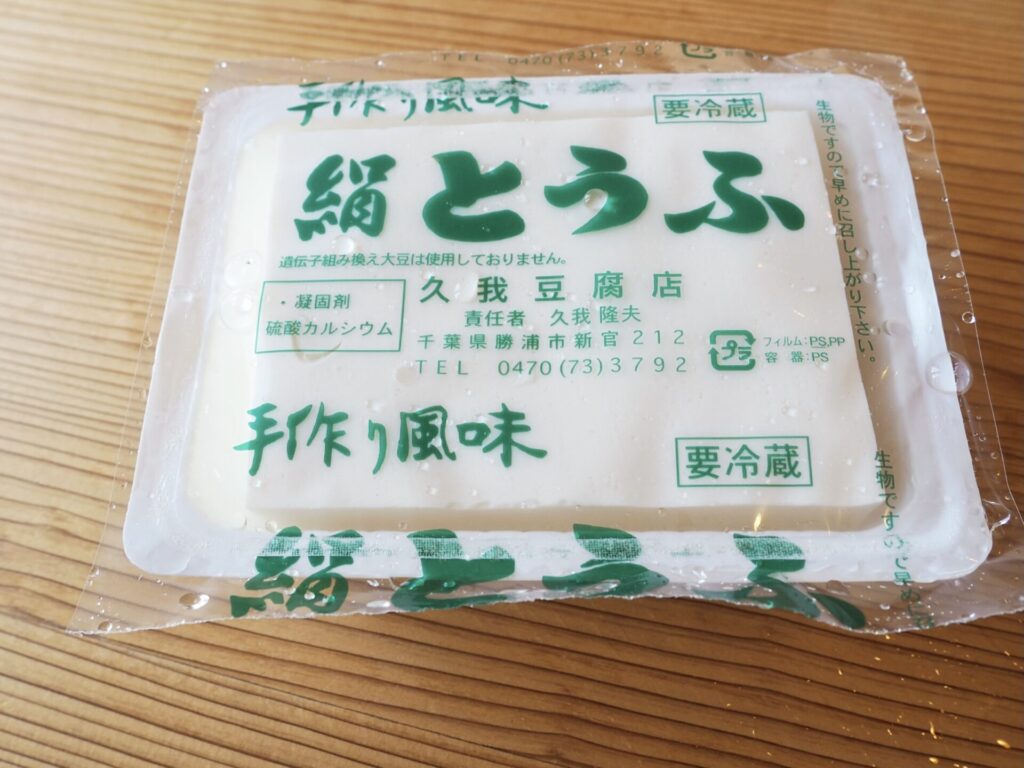 TEL 0470(73)3792
手作り風味
要冷蔵
絹とうふ
生物ですので早めに召し上がり下さい。
遺伝子組み換え大豆は使用しておりません。
・凝固剤
硫酸カルシウム
久我豆腐店
責任者 久我隆夫
千葉県勝浦市新官212
TEL 0470(73)3792
プラ
フィルム:PS,PP
容器:PS
手作り風味
要冷蔵
絹とうふ
生物ですので早めに